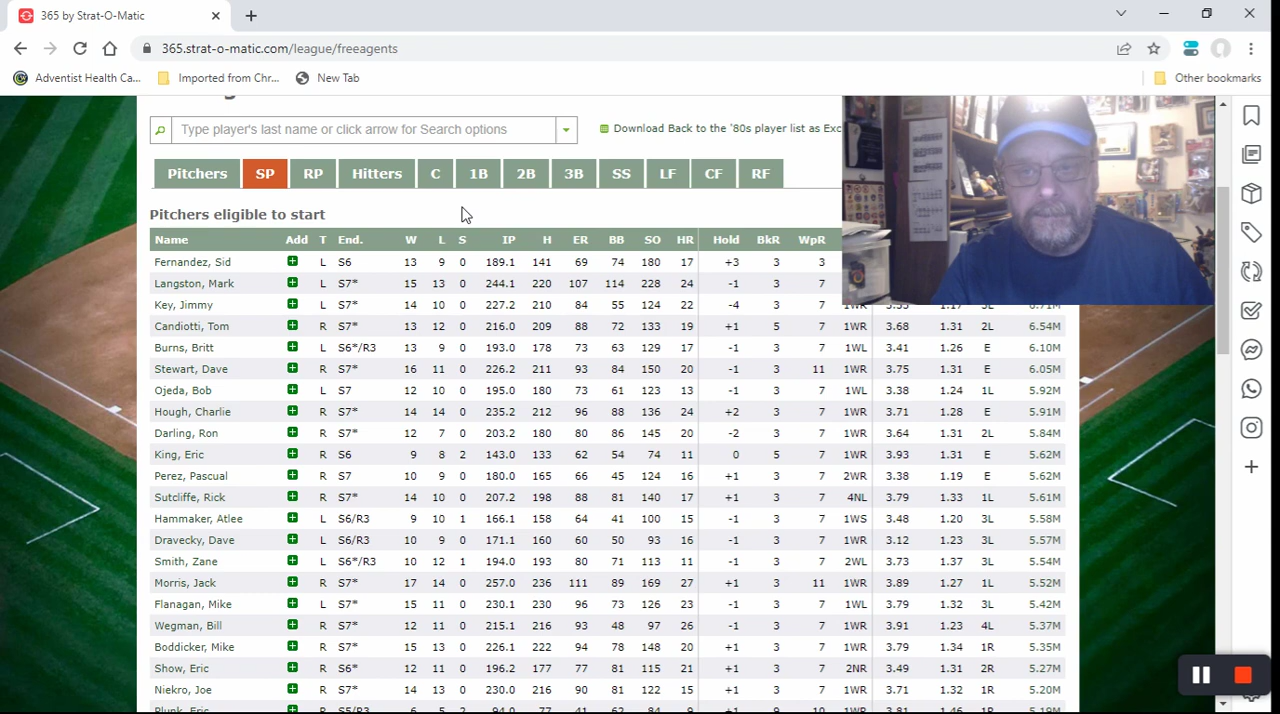 365 by Strat-O-Matic
365.strat-o-matic.com/league/freeagents
Adventist Health Ca... Imported from Chr... New Tab Other bookmarks
Type player's last name or click arrow for Search options Download Back to the '80s player list as Exc
Pitchers SP RP Hitters C 1B 2B 3B SS LF CF RF
Pitchers eligible to start
Name Add T End. W L S IP H ER BB SO HR Hold BkR WpR
Fernandez, Sid L S6 13 9 0 189.1 141 69 74 180 17 +3 3 3
Langston, Mark L S7* 15 13 0 244.1 220 107 114 228 24 -1 3 7
Key, Jimmy L S7* 14 10 0 227.2 210 84 55 124 22 -4 3 7
Candiotti, Tom R S7* 13 12 0 216.0 209 88 72 133 19 +1 5 7 1WR 3.68 1.31 2L 6.54M
Burns, Britt L S6*/R3 13 9 0 193.0 178 73 63 129 17 -1 3 7 1WL 3.41 1.26 E 6.10M
Stewart, Dave R S7* 16 11 0 226.2 211 93 84 150 20 -1 3 11 1WR 3.75 1.31 E 6.05M
Ojeda, Bob L S7 12 10 0 195.0 180 73 61 123 13 -1 3 7 1WL 3.38 1.24 1L 5.92M
Hough, Charlie R S7* 14 14 0 235.2 212 96 88 136 24 +2 3 7 1WR 3.71 1.28 E 5.91M
Darling, Ron R S7* 12 7 0 203.2 180 80 86 145 20 -2 3 7 1WR 3.64 1.31 2L 5.84M
King, Eric R S6 9 8 2 143.0 133 62 54 74 11 0 5 7 1WR 3.93 1.31 E 5.62M
Perez, Pascual R S7 10 9 0 180.0 165 66 45 124 16 +1 3 7 2WR 3.38 1.19 E 5.62M
Sutcliffe, Rick R S7* 14 10 0 207.2 198 88 81 140 17 +1 3 7 4NL 3.79 1.33 1L 5.61M
Hammaker, Atlee L S6/R3 9 10 1 166.1 158 64 41 100 15 -1 3 7 1WS 3.48 1.20 3L 5.58M
Dravecky, Dave L S6/R3 10 9 0 171.1 160 60 50 93 16 -1 3 7 1WR 3.12 1.23 3L 5.57M
Smith, Zane L S6*/R3 10 12 1 194.0 193 80 71 113 11 -1 3 7 2WL 3.73 1.37 3L 5.54M
Morris, Jack R S7* 17 14 0 257.0 236 111 89 169 27 +1 3 11 1WR 3.89 1.27 1L 5.52M
Flanagan, Mike L S7* 15 11 0 230.1 230 96 73 126 23 -1 3 7 1WL 3.79 1.32 3L 5.42M
Wegman, Bill R S7* 12 11 0 215.1 216 93 48 97 26 -1 3 7 1WR 3.91 1.23 4L 5.37M
Boddicker, Mike R S7* 15 13 0 226.1 222 94 78 148 20 +1 3 7 1WR 3.79 1.34 1R 5.35M
Show, Eric R S6* 12 11 0 196.2 177 77 81 115 21 +1 3 7 2NR 3.49 1.31 2R 5.27M
Niekro, Joe R S7* 14 13 0 230.0 216 90 81 122 15 +1 3 7 1WR 3.71 1.32 1R 5.20M